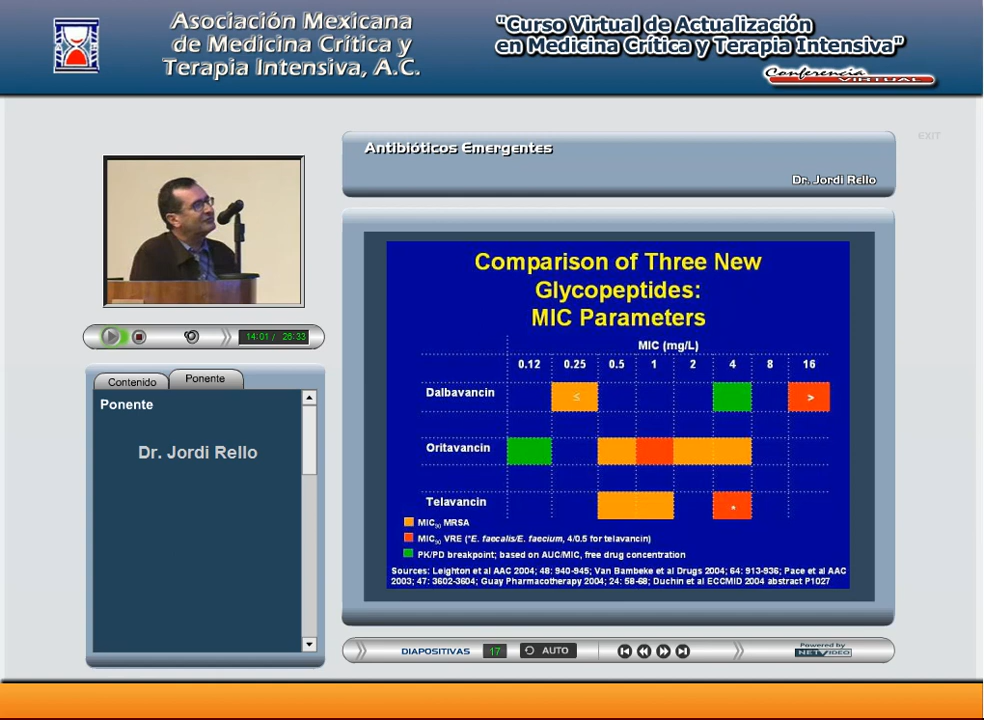 Asociación Mexicana
de Medicina Crítica y
Terapia Intensiva, A.C.
"Curso Virtual de Actualización
en Medicina Crítica y Terapia Intensiva"
Conferencia
VIRTUAL
EXIT
Antibióticos Emergentes
Dr. Jordi Rello
14:01 / 26:33
Contenido
Ponente
Ponente
Dr. Jordi Rello
Comparison of Three New
Glycopeptides:
MIC Parameters
MIC (mg/L)
0.12 0.25 0.5 1 2 4 8 16
Dalbavancin ≤ >
Oritavancin
Telavancin *
MIC90 MRSA
MIC90 VRE (*E. faecalis/E. faecium, 4/0.5 for telavancin)
PK/PD breakpoint; based on AUC/MIC, free drug concentration
Sources: Leighton et al AAC 2004; 48: 940-945; Van Bambeke et al Drugs 2004; 64: 913-936; Pace et al AAC
2003; 47: 3602-3604; Guay Pharmacotherapy 2004; 24: 58-68; Duchin et al ECCMID 2004 abstract P1027
DIAPOSITIVAS 17 AUTO
Powered by
NETVIDEO